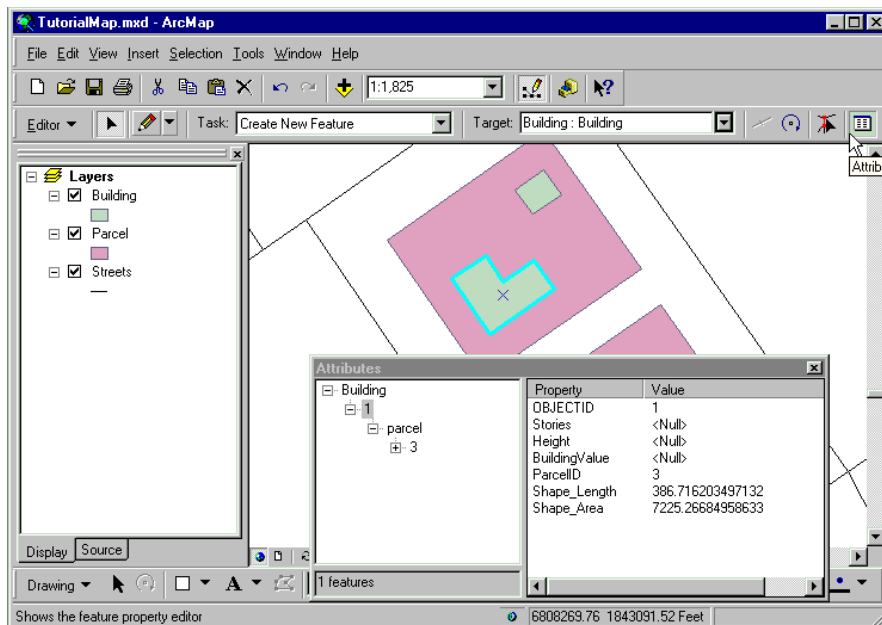 TutorialMap.mxd - ArcMap
File Edit View Insert Selection Tools Window Help
1:1,825
Editor Task: Create New Feature Target: Building : Building
Attrib
Layers
Building
Parcel
Streets
Display Source
Attributes
Building
1
parcel
3
1 features
Property Value
OBJECTID 1
Stories <Null>
Height <Null>
BuildingValue <Null>
ParcelID 3
Shape_Length 386.716203497132
Shape_Area 7225.26684958633
Drawing A
Shows the feature property editor 6808269.76 1843091.52 Feet